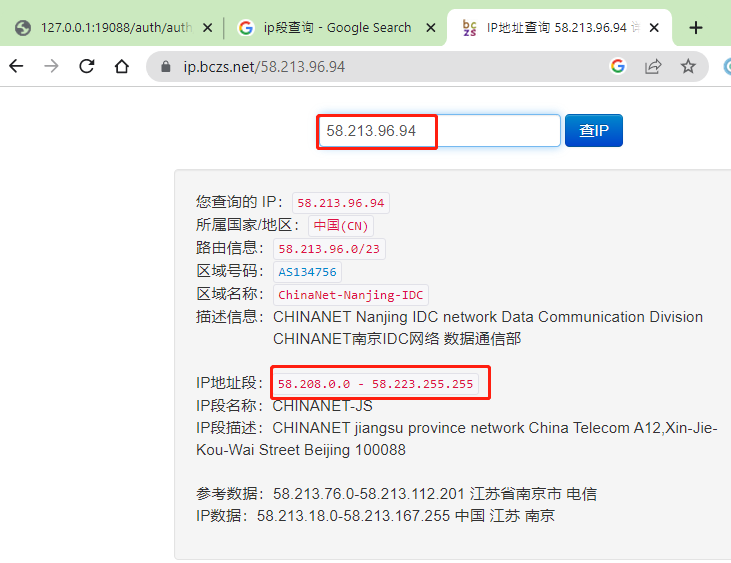 127.0.0.1:19088/auth/auth
ip段查询 - Google Search
IP地址查询 58.213.96.94
ip.bczs.net/58.213.96.94
58.213.96.94
查IP
您查询的 IP： 58.213.96.94
所属国家/地区： 中国(CN)
路由信息： 58.213.96.0/23
区域号码： AS134756
区域名称： ChinaNet-Nanjing-IDC
描述信息： CHINANET Nanjing IDC network Data Communication Division
CHINANET南京IDC网络 数据通信部
IP地址段： 58.208.0.0 - 58.223.255.255
IP段名称： CHINANET-JS
IP段描述： CHINANET jiangsu province network China Telecom A12,Xin-Jie-
Kou-Wai Street Beijing 100088
参考数据： 58.213.76.0-58.213.112.201 江苏省南京市 电信
IP数据： 58.213.18.0-58.213.167.255 中国 江苏 南京